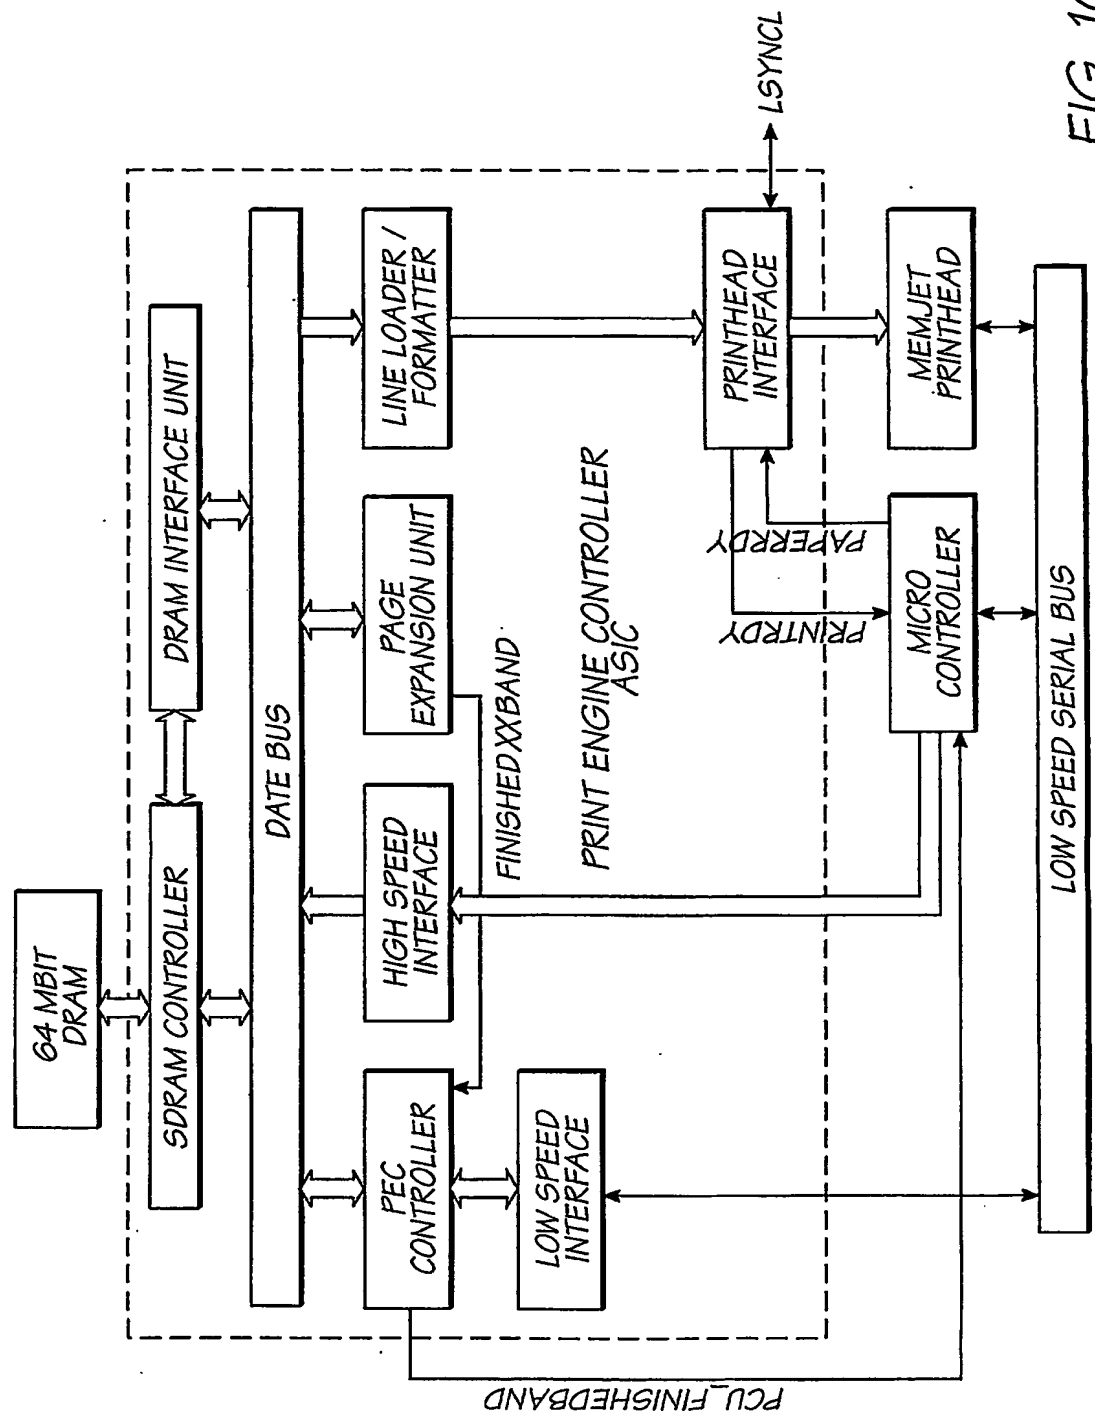 64 MBIT
DRAM
SDRAM CONTROLLER
DRAM INTERFACE UNIT
DATE BUS
PEC
CONTROLLER
HIGH SPEED
INTERFACE
PAGE
EXPANSION UNIT
LINE LOADER /
FORMATTER
LOW SPEED
INTERFACE
FINISHEDXXBAND
PRINT ENGINE CONTROLLER
ASIC
PRINTHEAD
INTERFACE
LSYNCL
PAPERRDY
PRINTRDY
PCU_FINISHEDBAND
MICRO
CONTROLLER
MEMJET
PRINTHEAD
LOW SPEED SERIAL BUS
FIG.